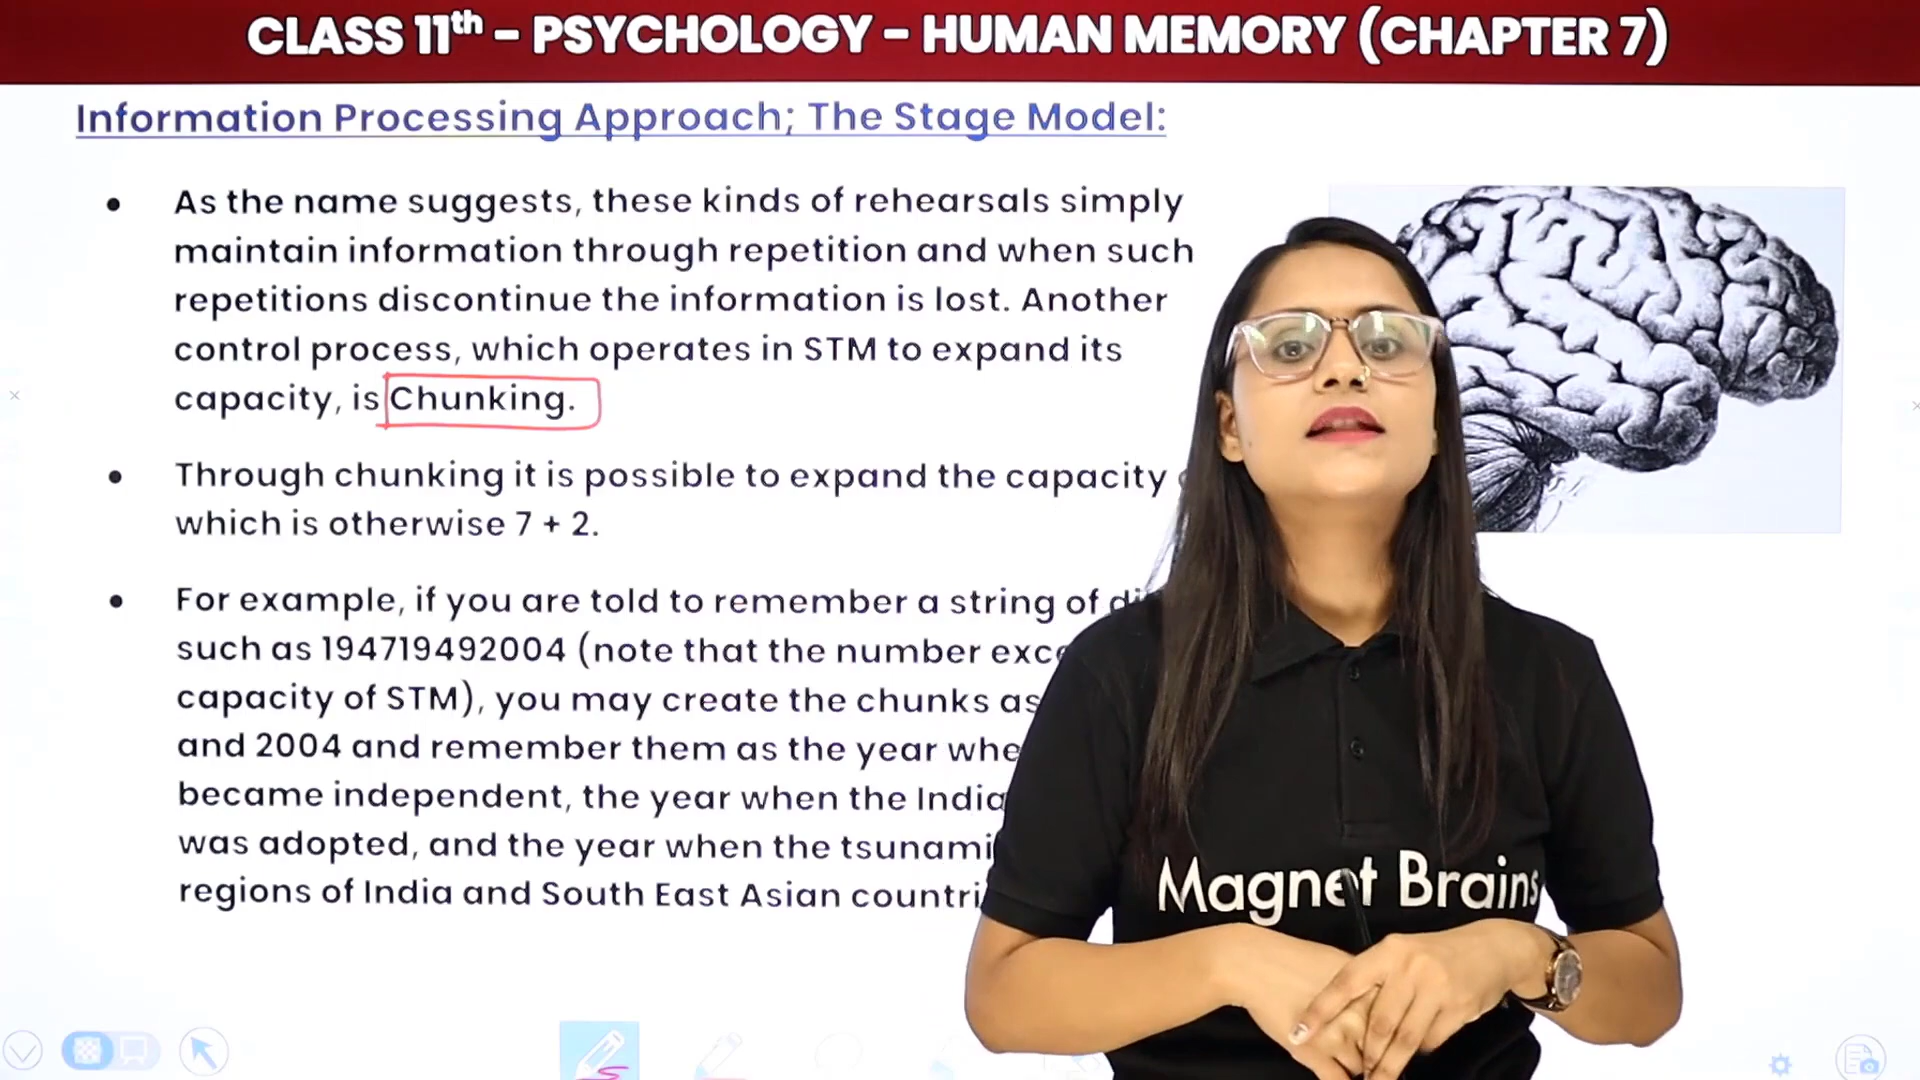 CLASS 11th – PSYCHOLOGY – HUMAN MEMORY (CHAPTER 7)
Information Processing Approach; The Stage Model:
• As the name suggests, these kinds of rehearsals simply
maintain information through repetition and when such
repetitions discontinue the information is lost. Another
control process, which operates in STM to expand its
capacity, is Chunking.
• Through chunking it is possible to expand the capacity
which is otherwise 7 + 2.
• For example, if you are told to remember a string of
such as 194719492004 (note that the number
capacity of STM), you may create the chunks as
and 2004 and remember them as the year
became independent, the year when the
was adopted, and the year when the tsunami
regions of India and South East Asian
Magnet Brains